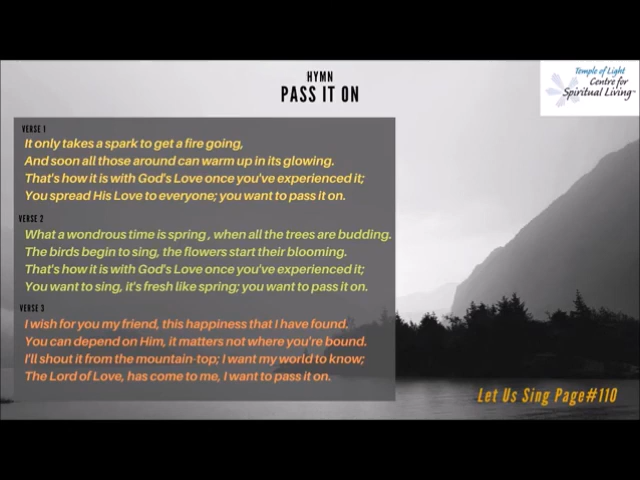 HYMN
PASS IT ON
Temple of Light
Centre for
Spiritual Living™
VERSE 1
It only takes a spark to get a fire going,
And soon all those around can warm up in its glowing.
That's how it is with God's Love once you've experienced it;
You spread His Love to everyone; you want to pass it on.
VERSE 2
What a wondrous time is spring , when all the trees are budding.
The birds begin to sing, the flowers start their blooming.
That's how it is with God's Love once you've experienced it;
You want to sing, it's fresh like spring; you want to pass it on.
VERSE 3
I wish for you my friend, this happiness that I have found.
You can depend on Him, it matters not where you're bound.
I'll shout it from the mountain-top; I want my world to know;
The Lord of Love, has come to me, I want to pass it on.
Let Us Sing Page#110